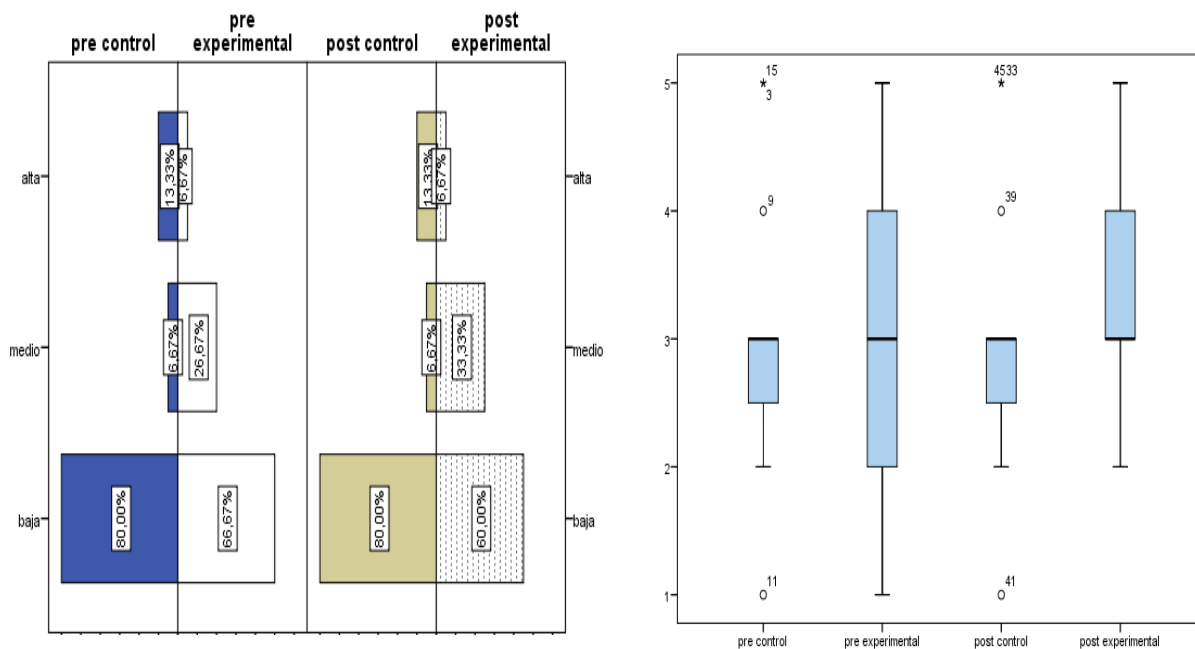 pre control
pre
experimental
post control
post
experimental
alta
13,33%
6,67%
13,33%
6,67%
alta
medio
6,67%
26,67%
6,67%
33,33%
medio
baja
80,00%
66,67%
80,00%
60,00%
baja
5
4
3
2
1
15
*
3
9
11
4533
*
39
41
pre control
pre experimental
post control
post experimental